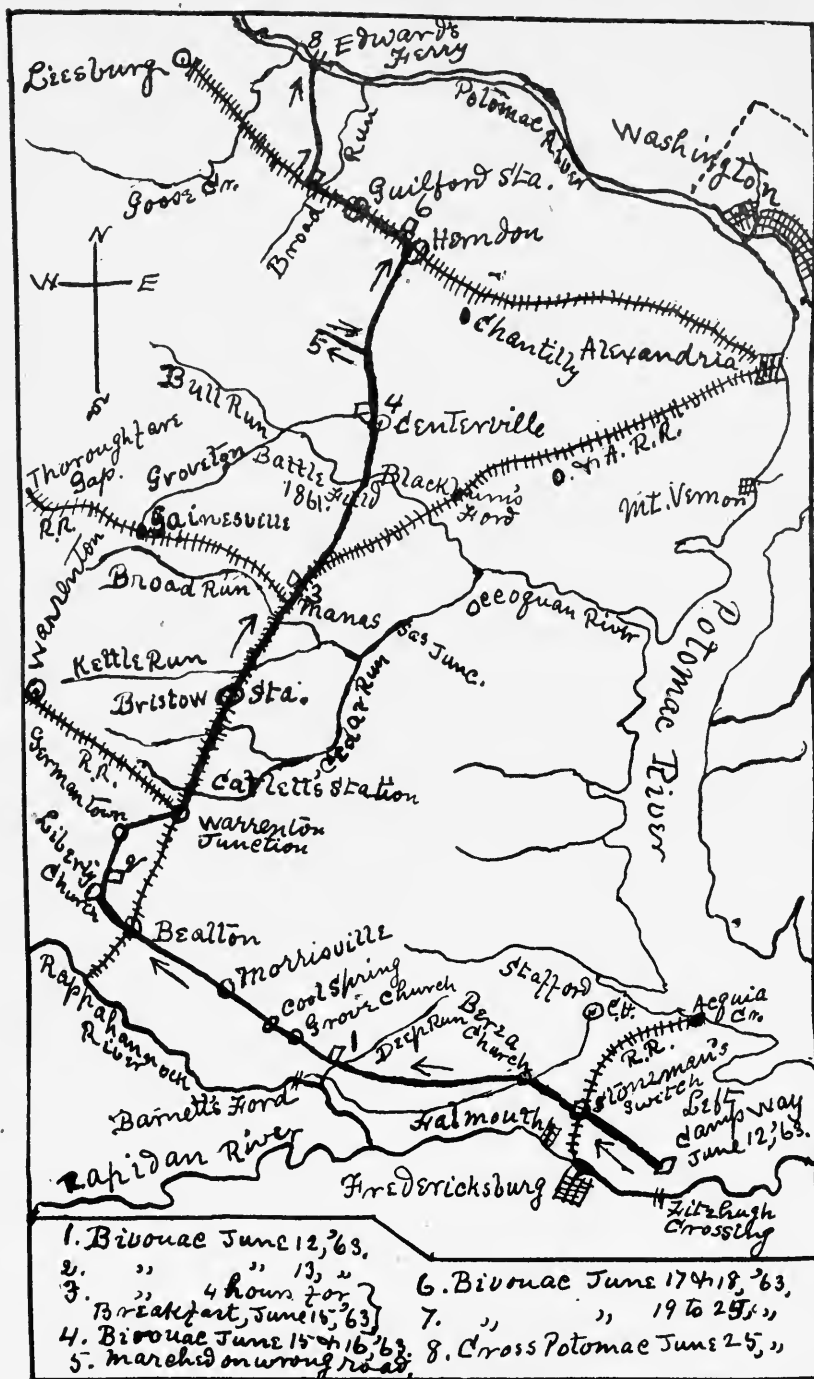 Edward's
Ferry
8
Leesburg
Potomac
River
Washington
Goose Cr.
Broad
Run
7
Guilford Sta.
6
Herndon
N
W E
S
Chantilly
Alexandria
5
Bull Run
4
Centerville
Thoroughfare
Gap.
Groveton
Battle
Field
1861.
Blackburn's
Ford
O. & A. R.R.
Mt. Vernon
R.R.
Gainesville
Warrenton
Broad Run
3
Manas
sas Junc.
Occoquan River
Potomac
River
Kettle Run
Bristow Sta.
Cedar Run
R.R.
Germantown
Catlett's Station
Warrenton
Junction
Liberty
Church
2
Bealton
Morrisville
Cool Spring
Grove Church
Rappahannock
River
1
Deep Run
Berea
Church
Stafford
C.H.
Acquia
Cr.
R.R.
Stoneman's
Switch
Left
Camp Way
June 12,'63.
Barnett's Ford
Falmouth
Rapidan River
Fredericksburg
Fitzhugh
Crossing
1. Bivouac June 12,'63.
2. " " 13, "
3. " 4 hours for
Breakfast, June 15,'63
4. Bivouac June 15 & 16,'63.
5. Marched on wrong road.
6. Bivouac June 17 & 18,'63,
7. " " 19 to 25, "
8. Cross Potomac June 25, "